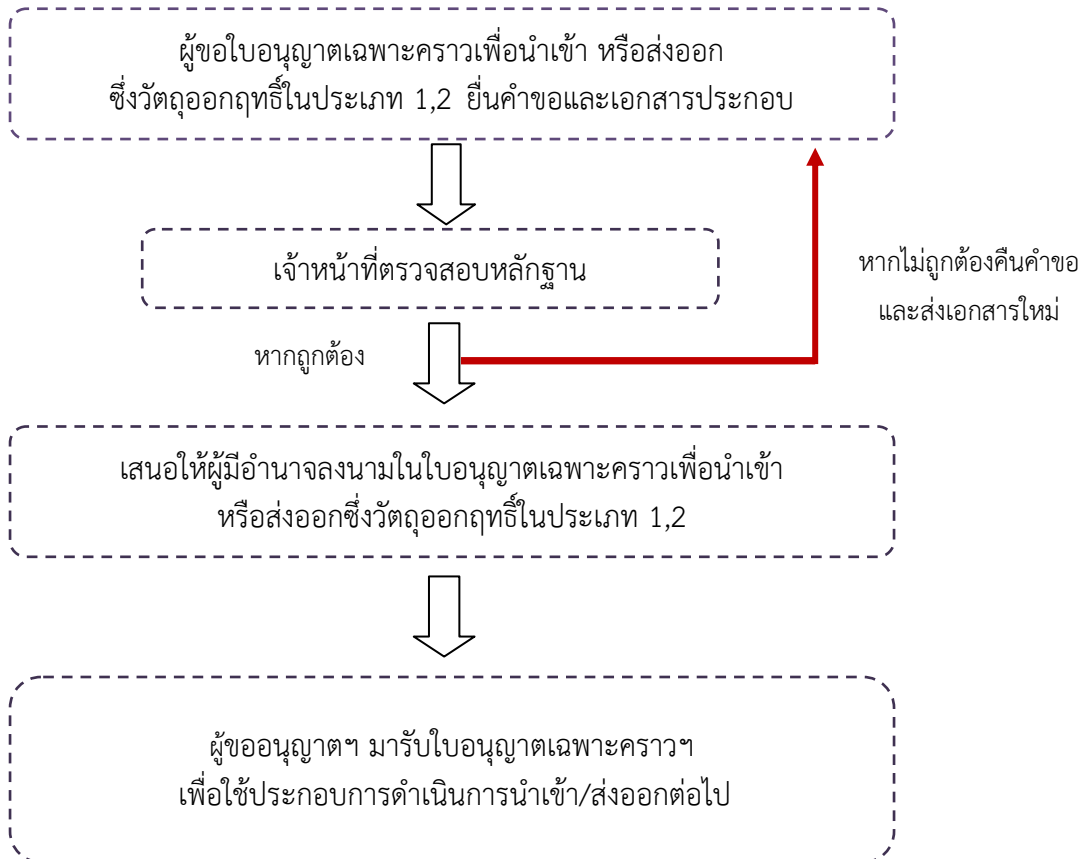 ผู้ขอใบอนุญาตเฉพาะคราวเพื่อนำเข้า หรือส่งออก
ซึ่งวัตถุออกฤทธิ์ในประเภท 1,2 ยื่นคำขอและเอกสารประกอบ
เจ้าหน้าที่ตรวจสอบหลักฐาน
หากไม่ถูกต้องคืนคำขอ
และส่งเอกสารใหม่
หากถูกต้อง
เสนอให้ผู้มีอำนาจลงนามในใบอนุญาตเฉพาะคราวเพื่อนำเข้า
หรือส่งออกซึ่งวัตถุออกฤทธิ์ในประเภท 1,2
ผู้ขออนุญาตฯ มารับใบอนุญาตเฉพาะคราวฯ
เพื่อใช้ประกอบการดำเนินการนำเข้า/ส่งออกต่อไป